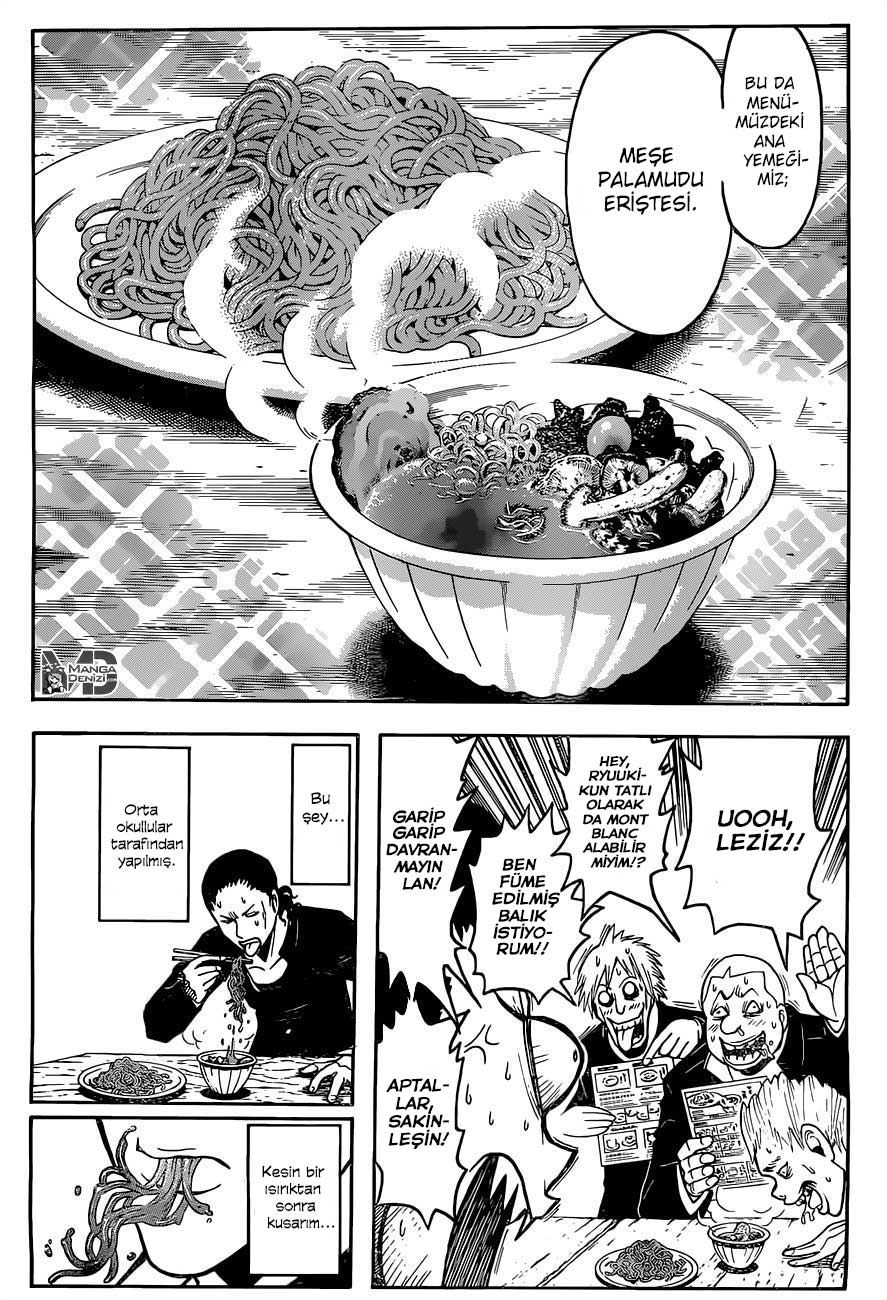 BU DA
MENÜ-
MÜZDEKİ
ANA
YEMEĞİ-
MİZ;
MEŞE
PALAMUDU
ERİŞTESİ.
MANGA
DENİZİ
UOOH,
LEZİZ!!
HEY,
RYUUKİ-
KUN TATLI
OLARAK
DA MONT
BLANC
ALABİLİR
MİYİM!?
BEN
FÜME
EDİLMİŞ
BALIK
İSTİYO-
RUM!!
GARİP
GARİP
DAVRAN-
MAYIN
LAN!
APTAL-
LAR,
SAKİN-
LEŞİN!
Bu
şey...
Orta
okullular
tarafından
yapılmış.
Kesin bir
ısırıktan
sonra
kusarım...